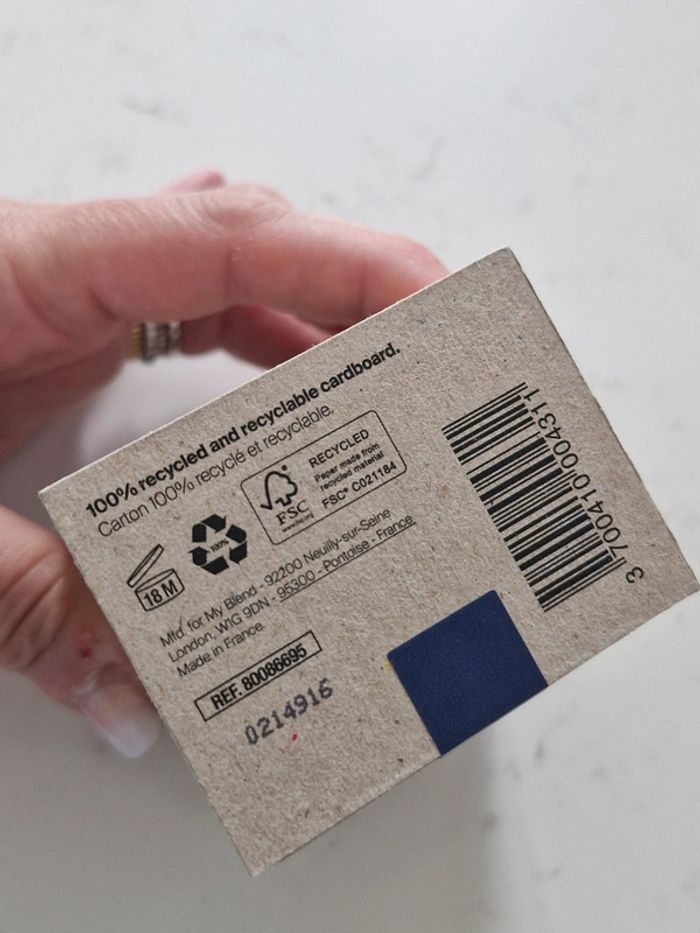 100% recycled and recyclable cardboard.
Carton 100% recyclé et recyclable.
18 M
100%
FSC
www.fsc.org
RECYCLED
Paper made from
recycled material
FSC® C021184
Mfd. for My Blend - 92200 Neuilly-sur-Seine
London, W1G 9DN - 95300 - Pontoise - France
Made in France
REF. 80086695
0214916
3 700410 004311